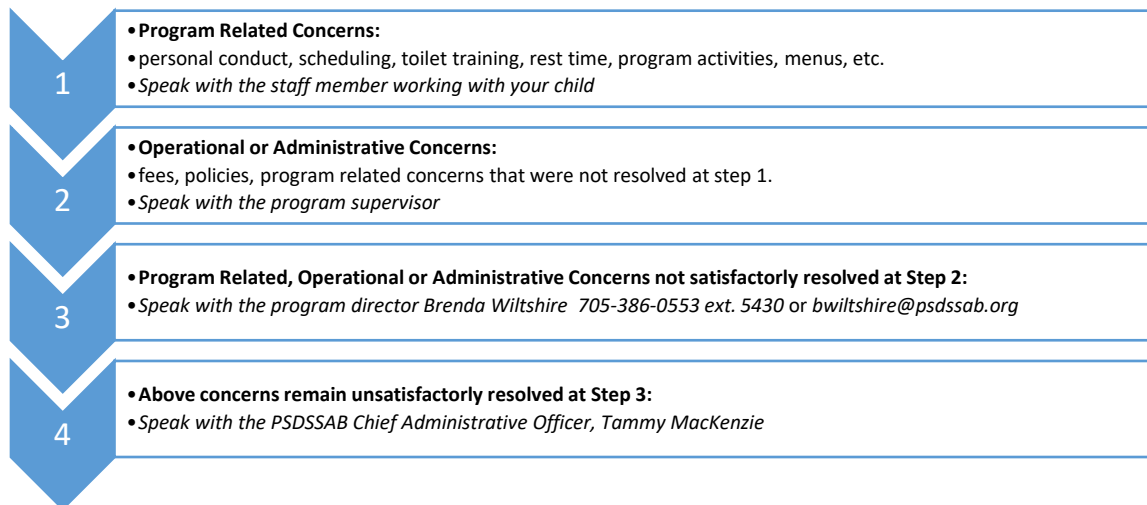 1
•Program Related Concerns:
•personal conduct, scheduling, toilet training, rest time, program activities, menus, etc.
•Speak with the staff member working with your child
2
•Operational or Administrative Concerns:
•fees, policies, program related concerns that were not resolved at step 1.
•Speak with the program supervisor
3
•Program Related, Operational or Administrative Concerns not satisfactorily resolved at Step 2:
•Speak with the program director Brenda Wiltshire 705-386-0553 ext. 5430 or bwiltshire@psdssab.org
4
•Above concerns remain unsatisfactorily resolved at Step 3:
•Speak with the PSDSSAB Chief Administrative Officer, Tammy MacKenzie